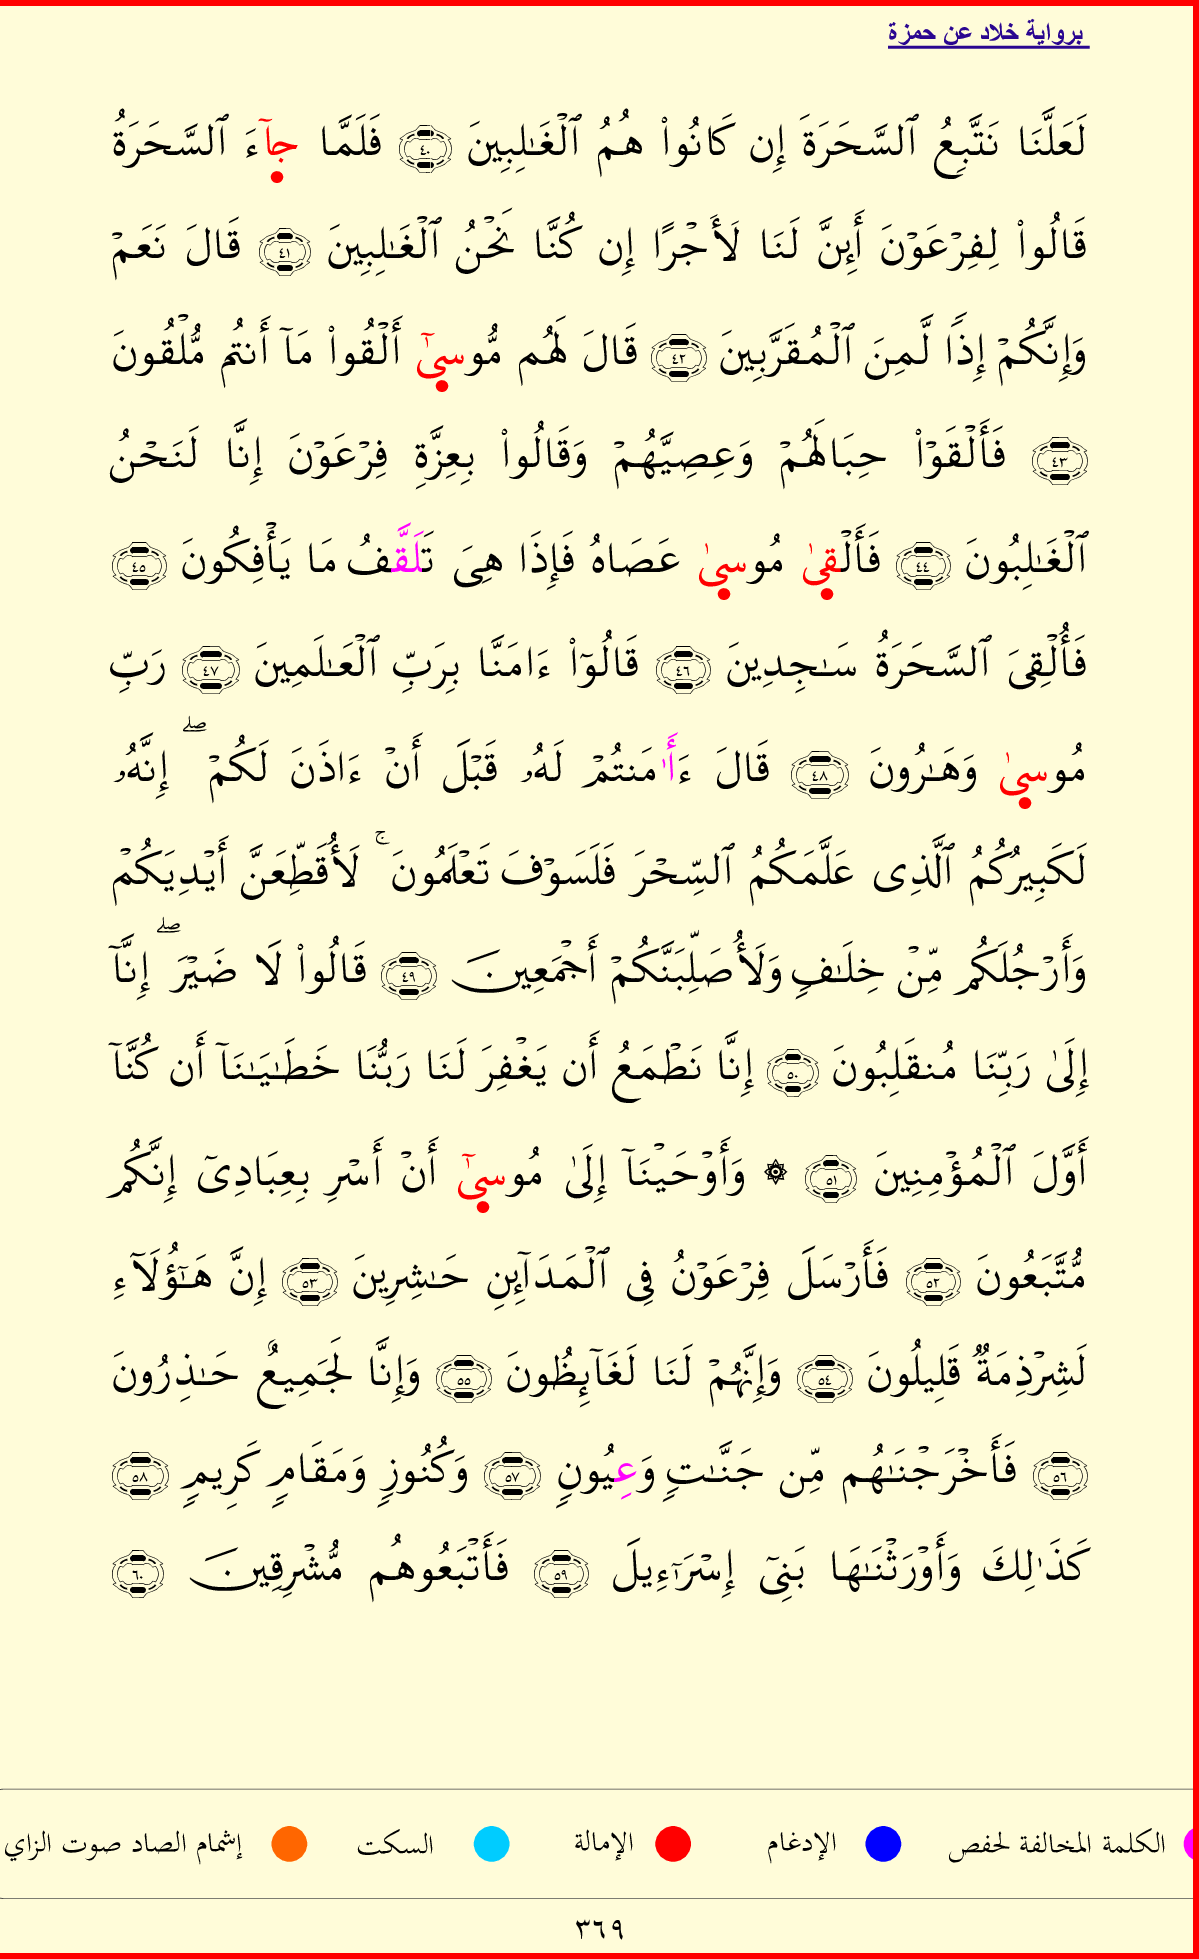 برواية خلاد عن حمزة
لَعَلَّنَا نَتَّبِعُ ٱلسَّحَرَةَ إِن كَانُوا۟ هُمُ ٱلْغَـٰلِبِينَ ٤٠ فَلَمَّا جَآءَ ٱلسَّحَرَةُ
قَالُوا۟ لِفِرْعَوْنَ أَئِنَّ لَنَا لَأَجْرًا إِن كُنَّا نَحْنُ ٱلْغَـٰلِبِينَ ٤١ قَالَ نَعَمْ
وَإِنَّكُمْ إِذًا لَّمِنَ ٱلْمُقَرَّبِينَ ٤٢ قَالَ لَهُم مُّوسىٰٓ أَلْقُوا۟ مَآ أَنتُم مُّلْقُونَ
٤٣ فَأَلْقَوْا۟ حِبَالَهُمْ وَعِصِيَّهُمْ وَقَالُوا۟ بِعِزَّةِ فِرْعَوْنَ إِنَّا لَنَحْنُ
ٱلْغَـٰلِبُونَ ٤٤ فَأَلْقىٰ مُوسىٰ عَصَاهُ فَإِذَا هِىَ تَلَقَّفُ مَا يَأْفِكُونَ ٤٥
فَأُلْقِىَ ٱلسَّحَرَةُ سَـٰجِدِينَ ٤٦ قَالُوٓا۟ ءَامَنَّا بِرَبِّ ٱلْعَـٰلَمِينَ ٤٧ رَبِّ
مُوسىٰ وَهَـٰرُونَ ٤٨ قَالَ ءَأَٰمَنتُمْ لَهُۥ قَبْلَ أَنْ ءَاذَنَ لَكُمْ ۖ إِنَّهُۥ
لَكَبِيرُكُمُ ٱلَّذِى عَلَّمَكُمُ ٱلسِّحْرَ فَلَسَوْفَ تَعْلَمُونَ ۚ لَأُقَطِّعَنَّ أَيْدِيَكُمْ
وَأَرْجُلَكُم مِّنْ خِلَـٰفٍ وَلَأُصَلِّبَنَّكُمْ أَجْمَعِينَ ٤٩ قَالُوا۟ لَا ضَيْرَ ۖ إِنَّآ
إِلَىٰ رَبِّنَا مُنقَلِبُونَ ٥٠ إِنَّا نَطْمَعُ أَن يَغْفِرَ لَنَا رَبُّنَا خَطَـٰيَـٰنَآ أَن كُنَّآ
أَوَّلَ ٱلْمُؤْمِنِينَ ٥١ ۞ وَأَوْحَيْنَآ إِلَىٰ مُوسىٰٓ أَنْ أَسْرِ بِعِبَادِىٓ إِنَّكُم
مُّتَّبَعُونَ ٥٢ فَأَرْسَلَ فِرْعَوْنُ فِى ٱلْمَدَآئِنِ حَـٰشِرِينَ ٥٣ إِنَّ هَـٰٓؤُلَآءِ
لَشِرْذِمَةٌ قَلِيلُونَ ٥٤ وَإِنَّهُمْ لَنَا لَغَآئِظُونَ ٥٥ وَإِنَّا لَجَمِيعٌ حَـٰذِرُونَ
٥٦ فَأَخْرَجْنَـٰهُم مِّن جَنَّـٰتٍ وَعِيُونٍ ٥٧ وَكُنُوزٍ وَمَقَامٍ كَرِيمٍ ٥٨
كَذَٰلِكَ وَأَوْرَثْنَـٰهَا بَنِىٓ إِسْرَٰٓءِيلَ ٥٩ فَأَتْبَعُوهُم مُّشْرِقِينَ ٦٠
الكلمة المخالفة لحفص الإدغام الإمالة السكت إشمام الصاد صوت الزاي
٣٦٩